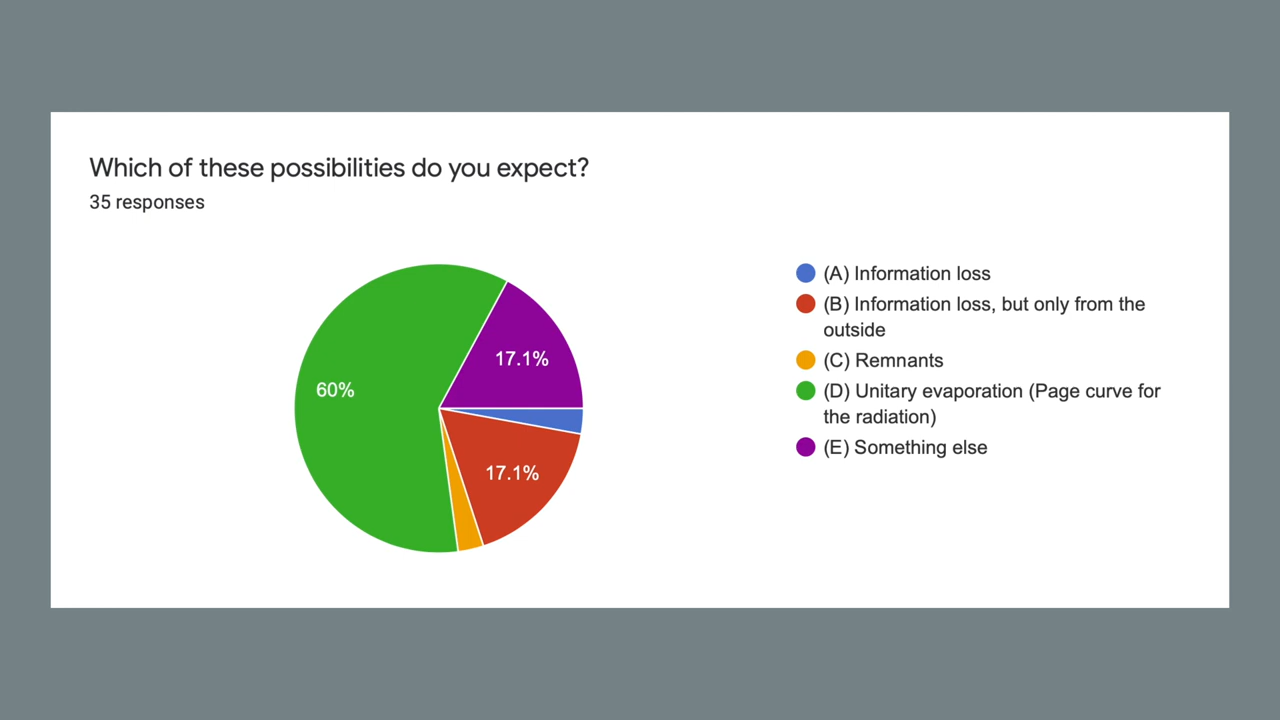 Which of these possibilities do you expect?
35 responses
60%
17.1%
17.1%
(A) Information loss
(B) Information loss, but only from the
outside
(C) Remnants
(D) Unitary evaporation (Page curve for
the radiation)
(E) Something else